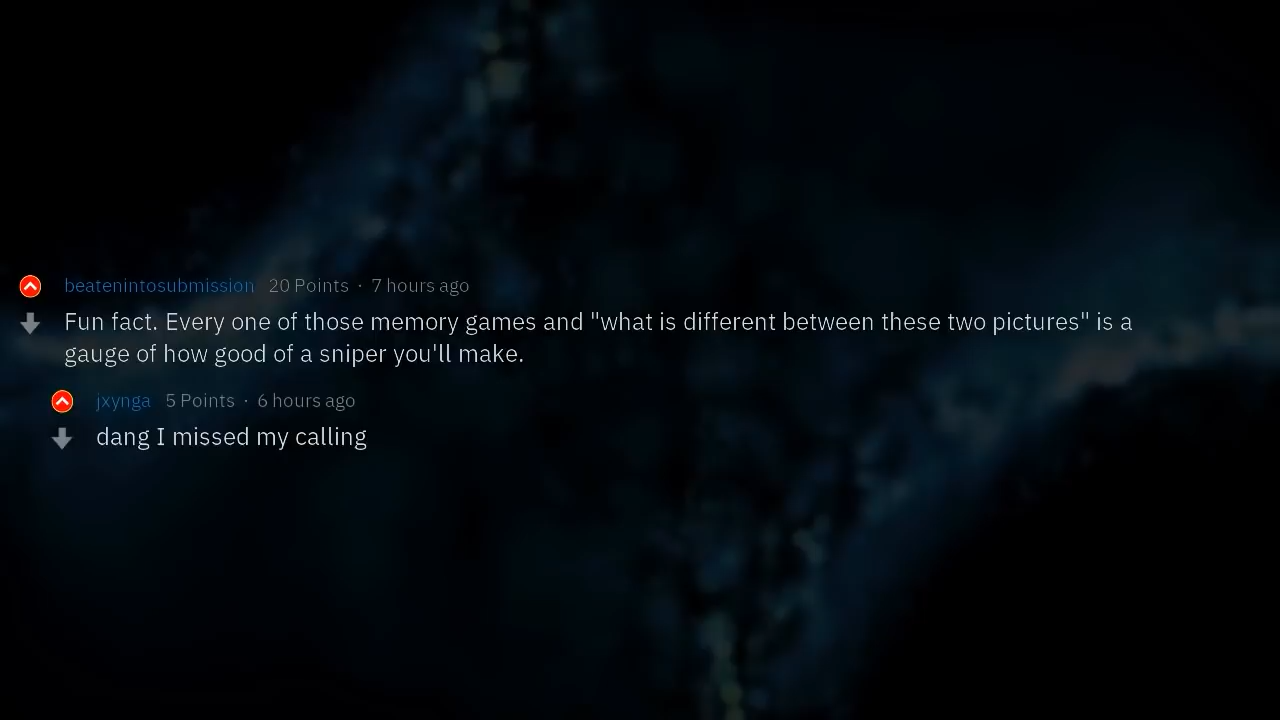 beatenintosubmission 20 Points · 7 hours ago
Fun fact. Every one of those memory games and "what is different between these two pictures" is a
gauge of how good of a sniper you'll make.
jxynga 5 Points · 6 hours ago
dang I missed my calling